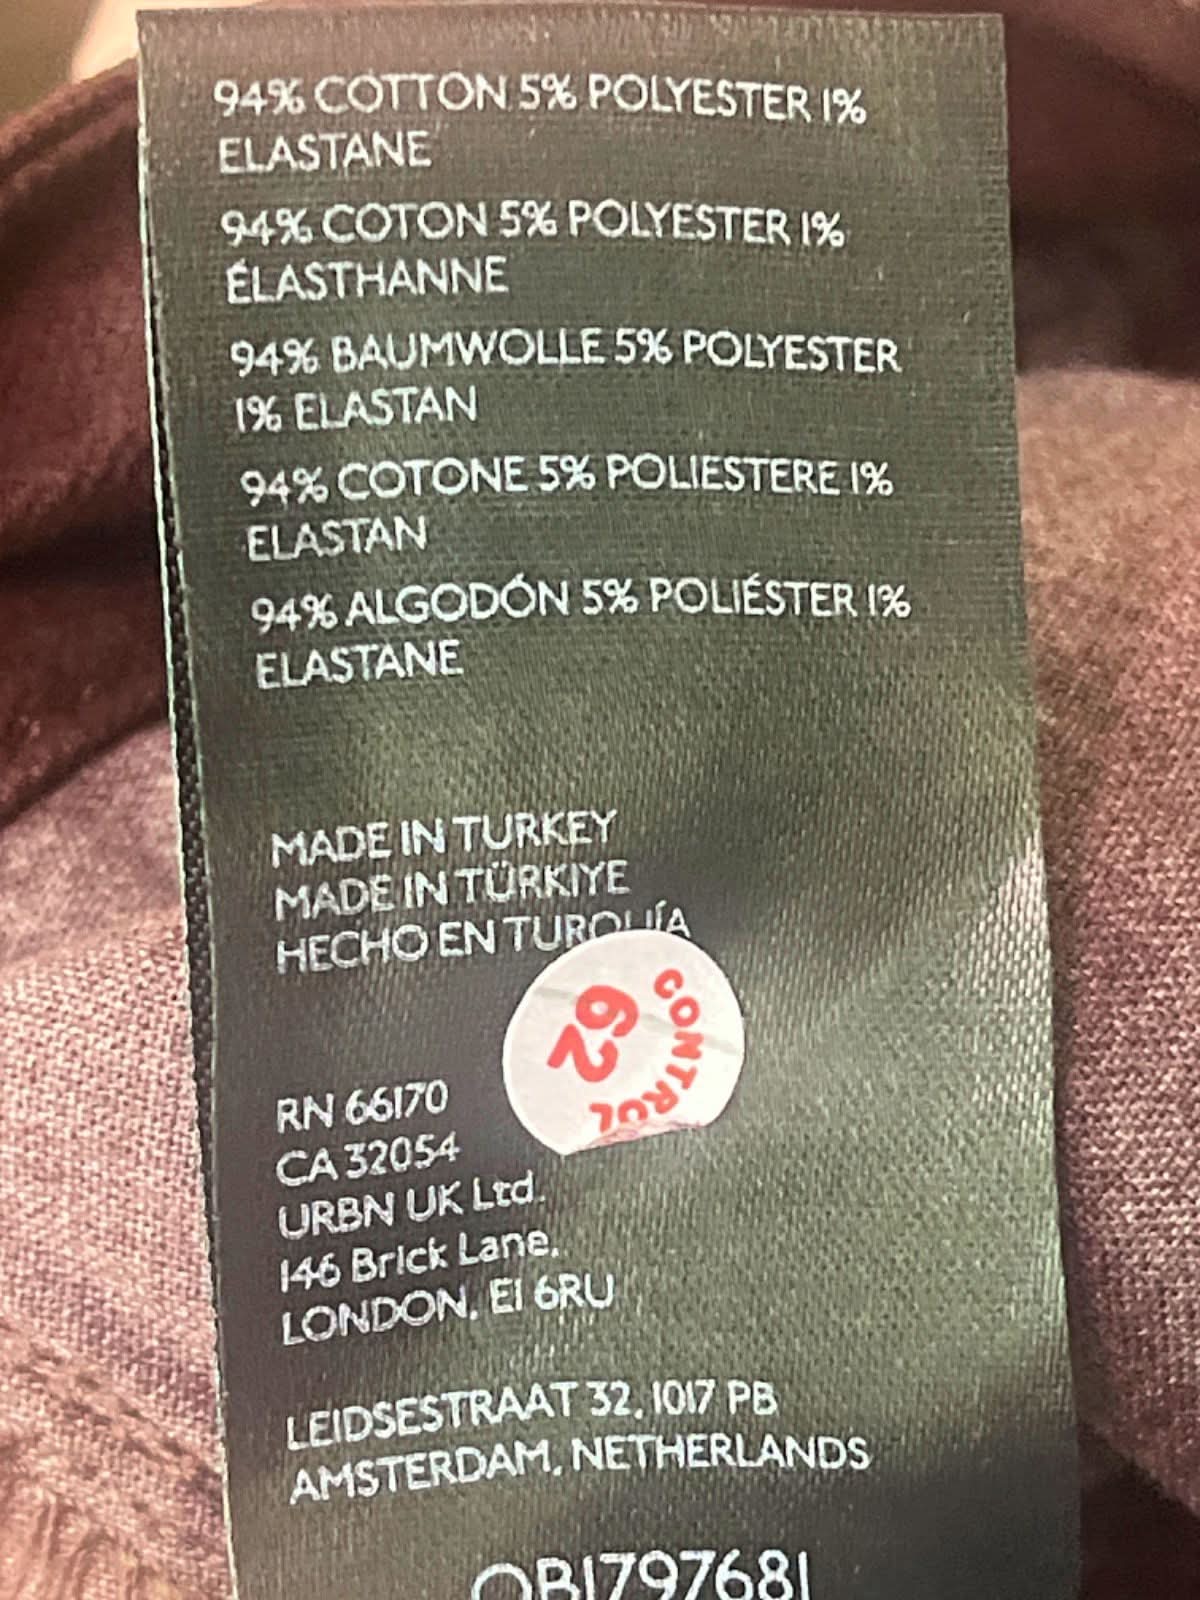 94% COTTON 5% POLYESTER 1%
ELASTANE
94% COTON 5% POLYESTER 1%
ÉLASTHANNE
94% BAUMWOLLE 5% POLYESTER
1% ELASTAN
94% COTONE 5% POLIESTERE 1%
ELASTAN
94% ALGODÓN 5% POLIÉSTER 1%
ELASTANE
MADE IN TURKEY
MADE IN TÜRKIYE
HECHO EN TURQUÍA
CONTROL
62
RN 66170
CA 32054
URBN UK Ltd.
146 Brick Lane,
LONDON, E1 6RU
LEIDSESTRAAT 32, 1017 PB
AMSTERDAM, NETHERLANDS
OB1797681